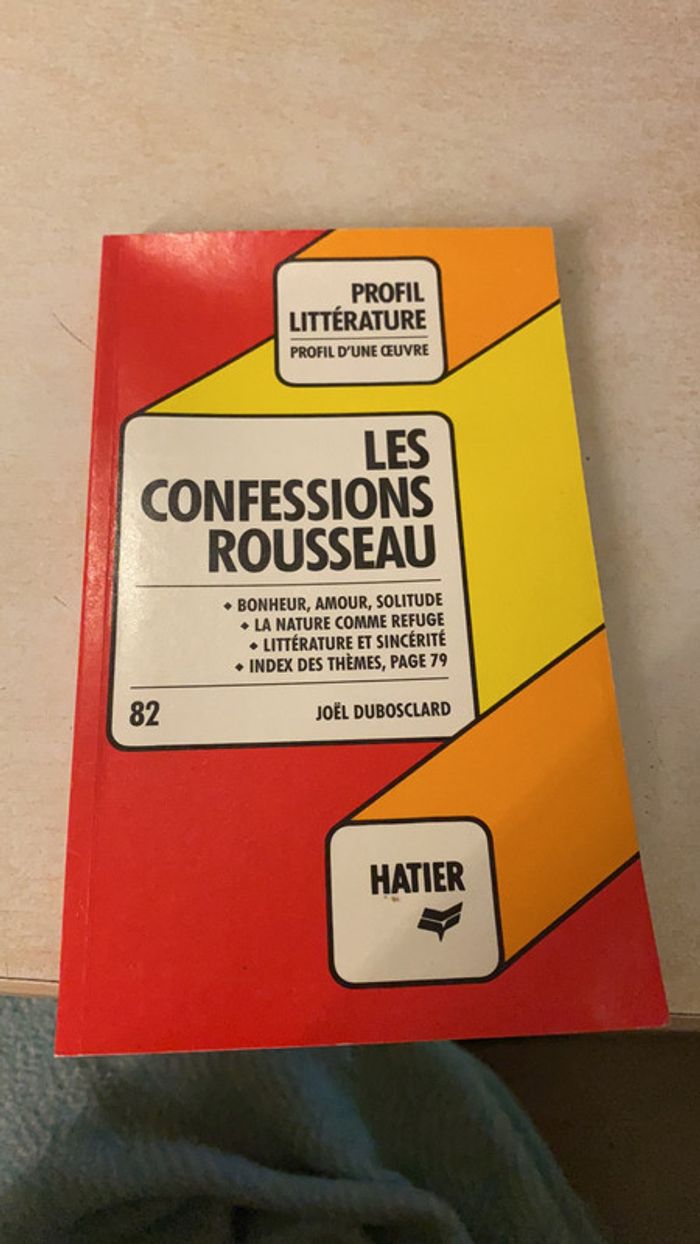 PROFIL
LITTÉRATURE
PROFIL D'UNE ŒUVRE
LES
CONFESSIONS
ROUSSEAU
◆ BONHEUR, AMOUR, SOLITUDE
◆ LA NATURE COMME REFUGE
◆ LITTÉRATURE ET SINCÉRITÉ
◆ INDEX DES THÈMES, PAGE 79
82 JOËL DUBOSCLARD
HATIER